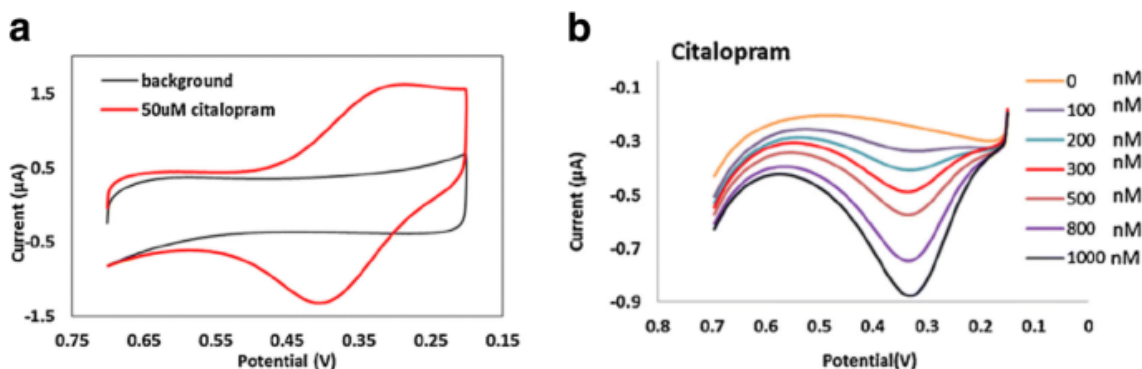 a
background
50uM citalopram
1.5
0.5
-0.5
-1.5
0.75 0.65 0.55 0.45 0.35 0.25 0.15
Current (μA)
Potential (V)
b
Citalopram
0 nM
100 nM
200 nM
300 nM
500 nM
800 nM
1000 nM
-0.1
-0.3
-0.5
-0.7
-0.9
0.8 0.7 0.6 0.5 0.4 0.3 0.2 0.1 0
Current (μA)
Potential(V)